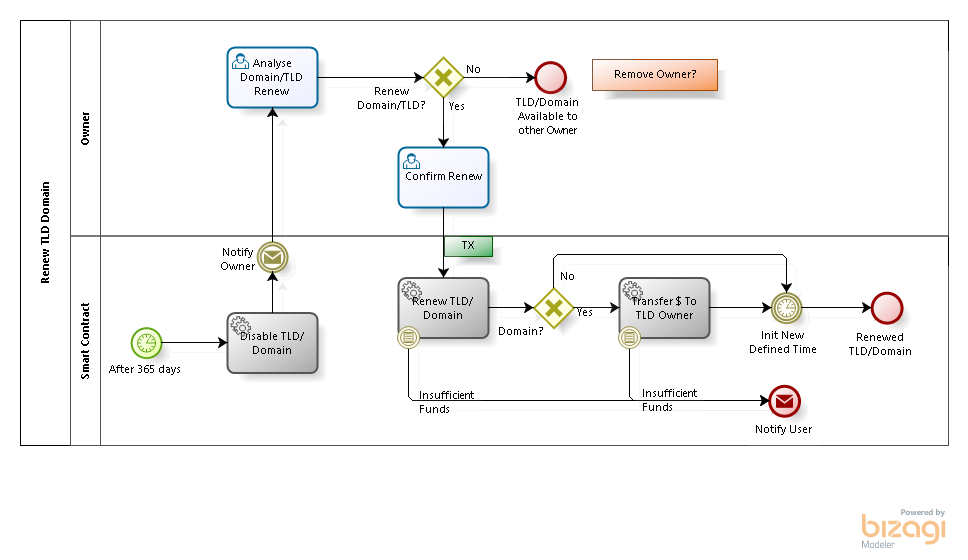 Renew TLD Domain
Owner
Analyse
Domain/TLD
Renew
Renew
Domain/TLD?
No
Yes
TLD/Domain
Available to
other Owner
Remove Owner?
Confirm Renew
TX
Smart Contract
Notify
Owner
After 365 days
Disable TLD/
Domain
Renew TLD/
Domain
Domain?
No
Yes
Transfer $ To
TLD Owner
Init New
Defined Time
Renewed
TLD/Domain
Insufficient
Funds
Insufficient
Funds
Notify User
Powered by
bizagi
Modeler